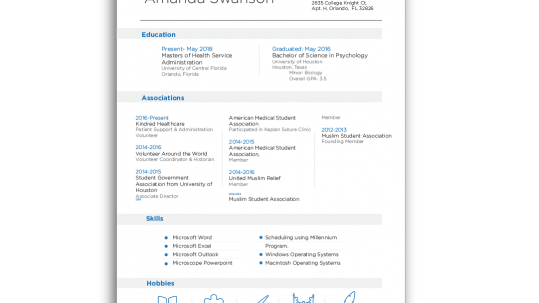 Amanda Swanson
2635 College Knight Ct,
Apt. H, Orlando, FL 32826
Education
Present- May 2018
Masters of Health Service
Administration
University of Central Florida
Orlando, Florida
Graduated: May 2016
Bachelor of Science in Psychology
University of Houston
Houston, Texas
Minor: Biology
Overall GPA: 3.5
Associations
2016-Present
Kindred Healthcare
Patient Support & Administration
Volunteer
2014-2016
Volunteer Around the World
Volunteer Coordinator & Historian
2014-2015
Student Government
Association from University of
Houston
Associate Director
American Medical Student
Association
Participated in Kaplan Suture Clinic
2014-2015
American Medical Student
Association,
Member
2014-2016
United Muslim Relief
Member
Muslim Student Association
Member
2012-2013
Muslim Student Association
Founding Member
Skills
Microsoft Word
Microsoft Excel
Microsoft Outlook
Microscope Powerpoint
Scheduling using Millennium
Program.
Windows Operating Systems
Macintosh Operating Systems
Hobbies